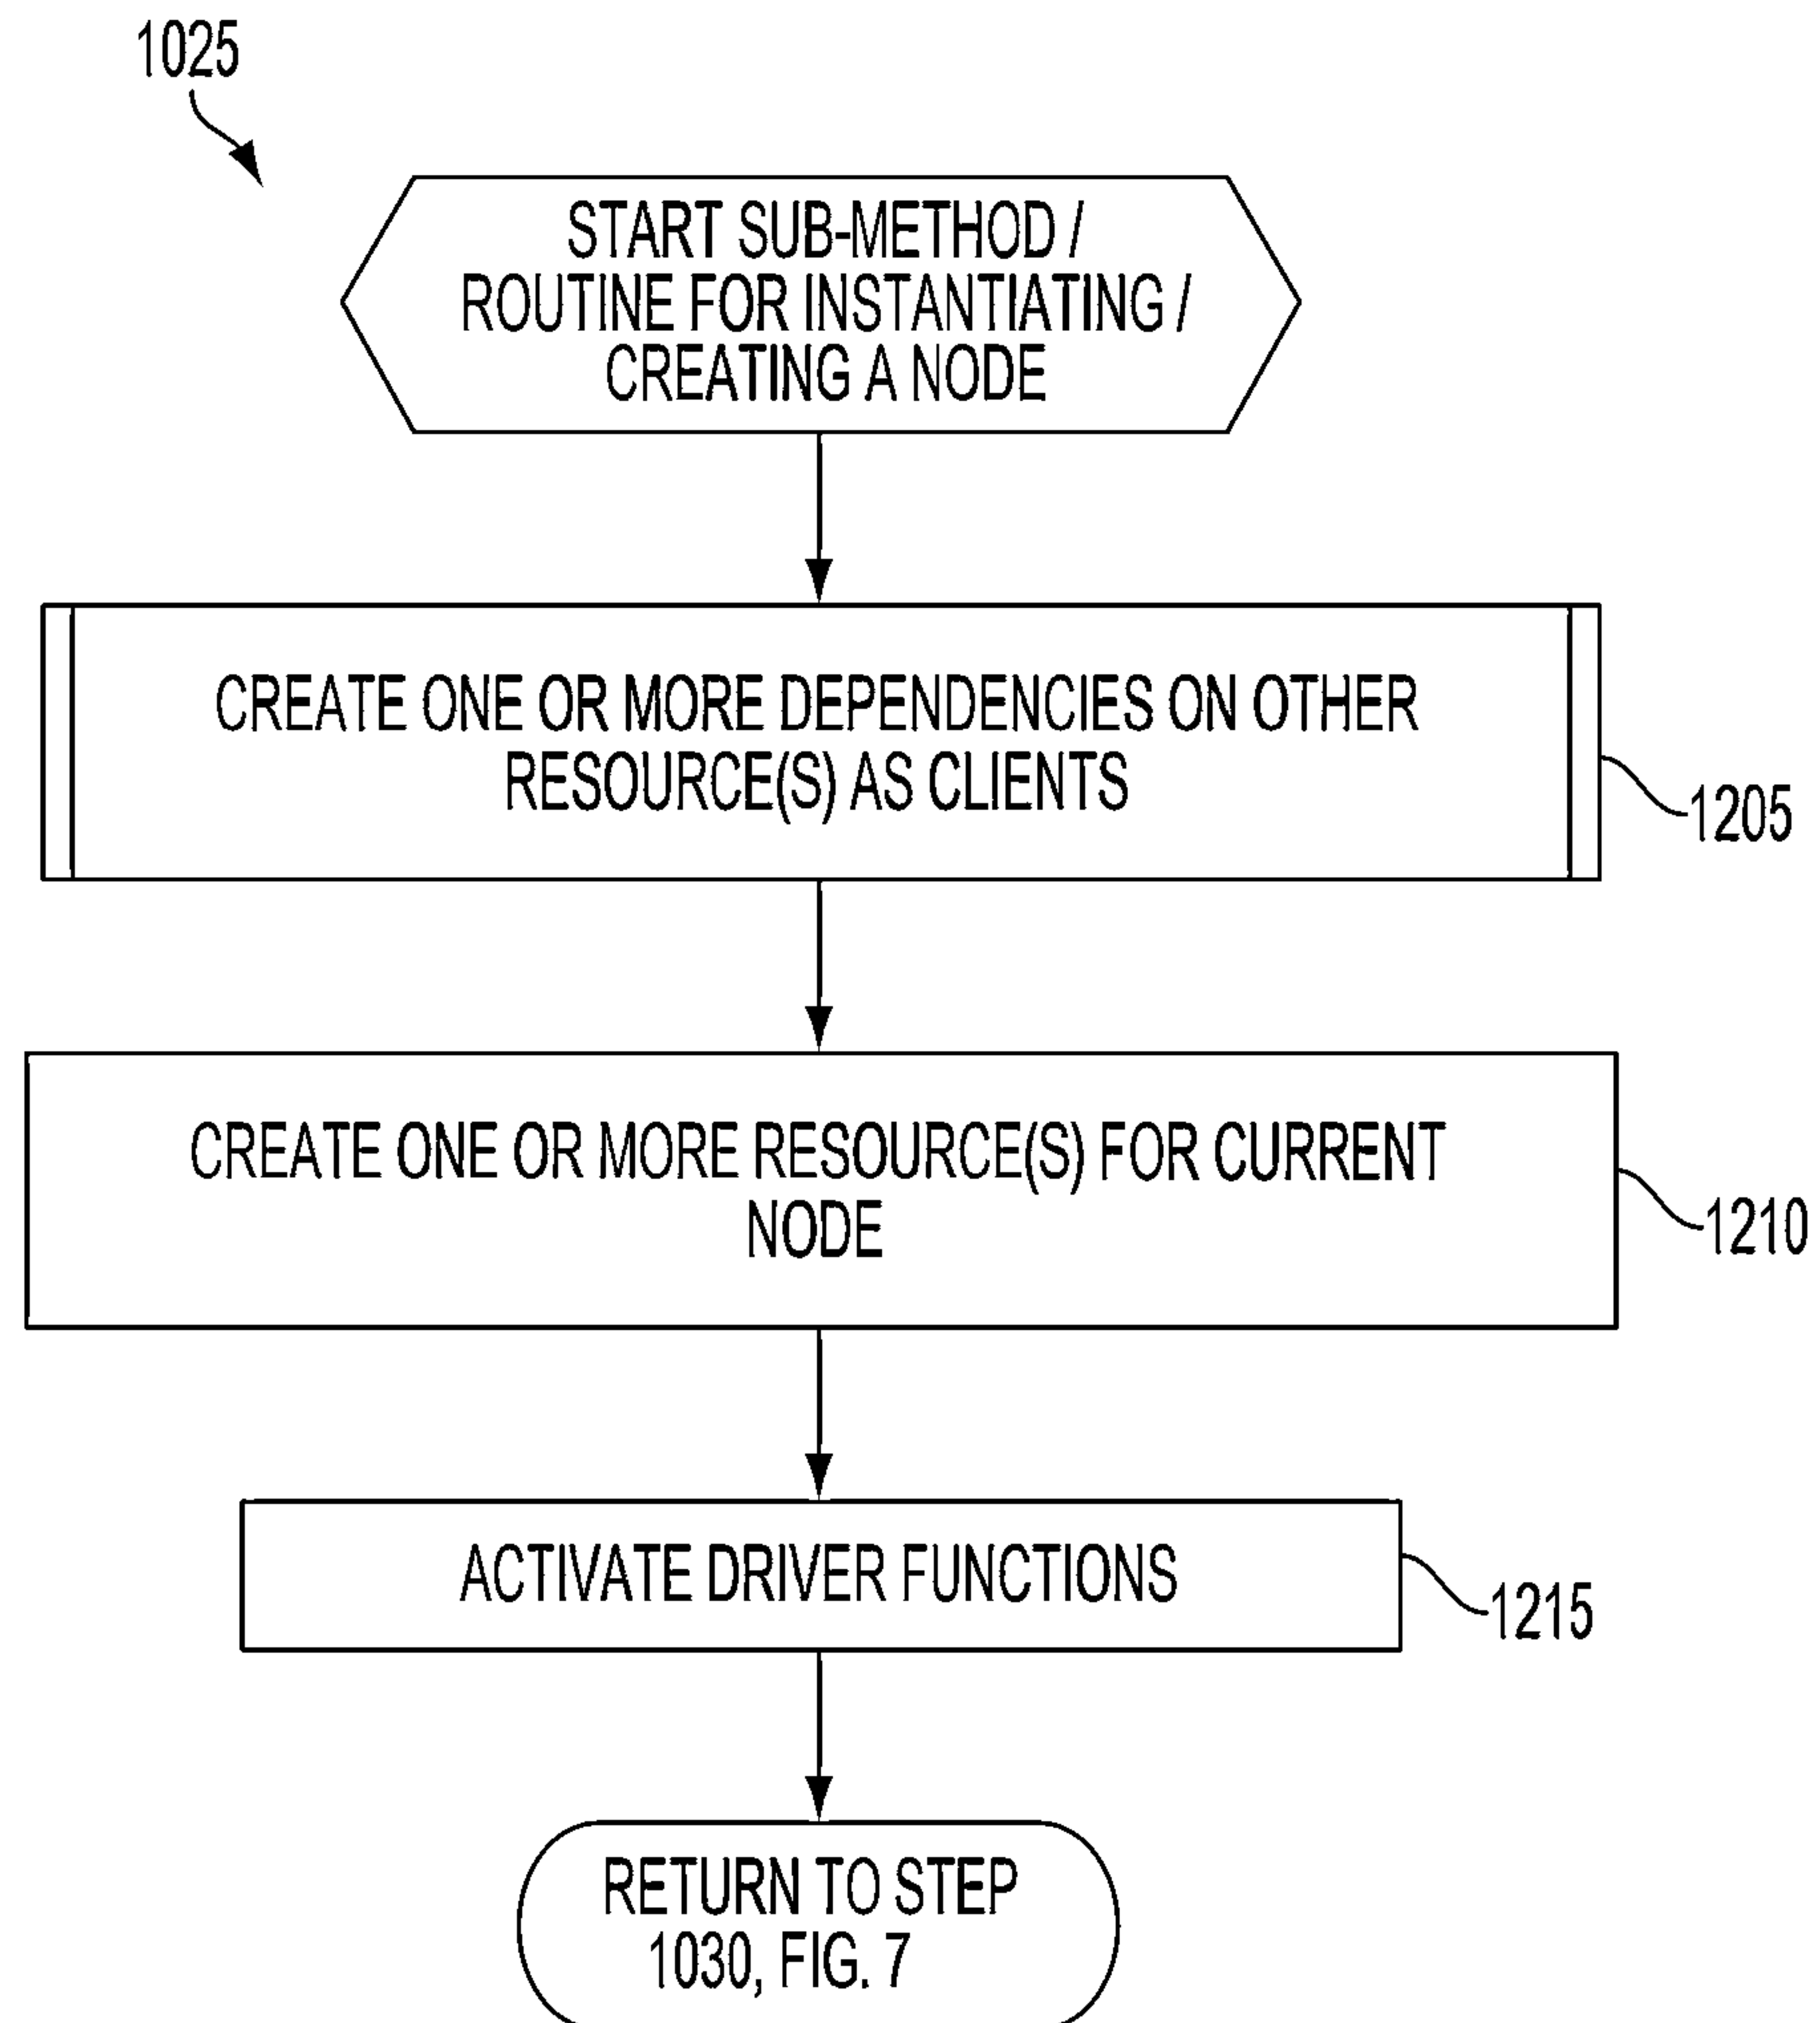 1025
START SUB-METHOD /
ROUTINE FOR INSTANTIATING /
CREATING A NODE
CREATE ONE OR MORE DEPENDENCIES ON OTHER
RESOURCE(S) AS CLIENTS
1205
CREATE ONE OR MORE RESOURCE(S) FOR CURRENT
NODE
1210
ACTIVATE DRIVER FUNCTIONS
1215
RETURN TO STEP
1030, FIG. 7